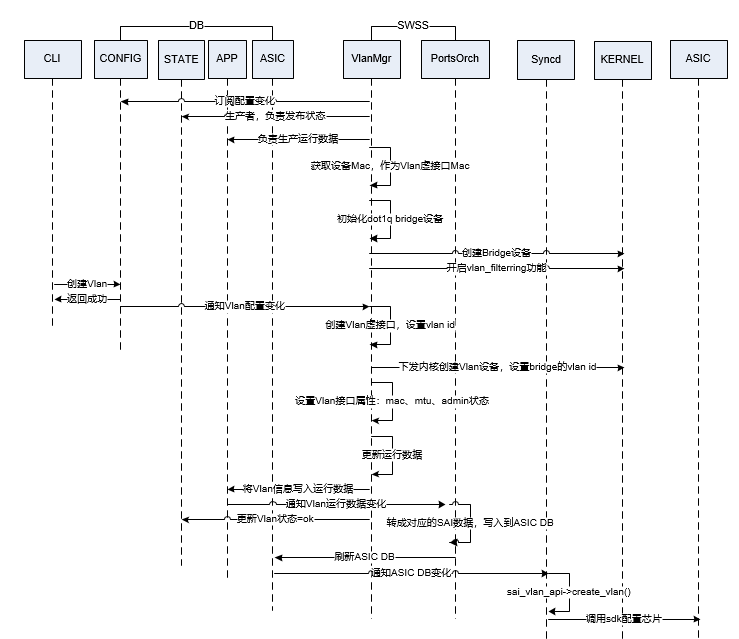 DB
SWSS
CLI
CONFIG
STATE
APP
ASIC
VlanMgr
PortsOrch
Syncd
KERNEL
ASIC
订阅配置变化
生产者，负责发布状态
负责生产运行数据
获取设备Mac，作为Vlan虚接口Mac
初始化dot1q bridge设备
创建Bridge设备
开启vlan_filterring功能
创建Vlan
返回成功
通知Vlan配置变化
创建Vlan虚接口，设置vlan id
下发内核创建Vlan设备，设置bridge的vlan id
设置Vlan接口属性：mac、mtu、admin状态
更新运行数据
将Vlan信息写入运行数据
通知Vlan运行数据变化
更新Vlan状态=ok
转成对应的SAI数据，写入到ASIC DB
刷新ASIC DB
通知ASIC DB变化
sai_vlan_api->create_vlan()
调用sdk配置芯片